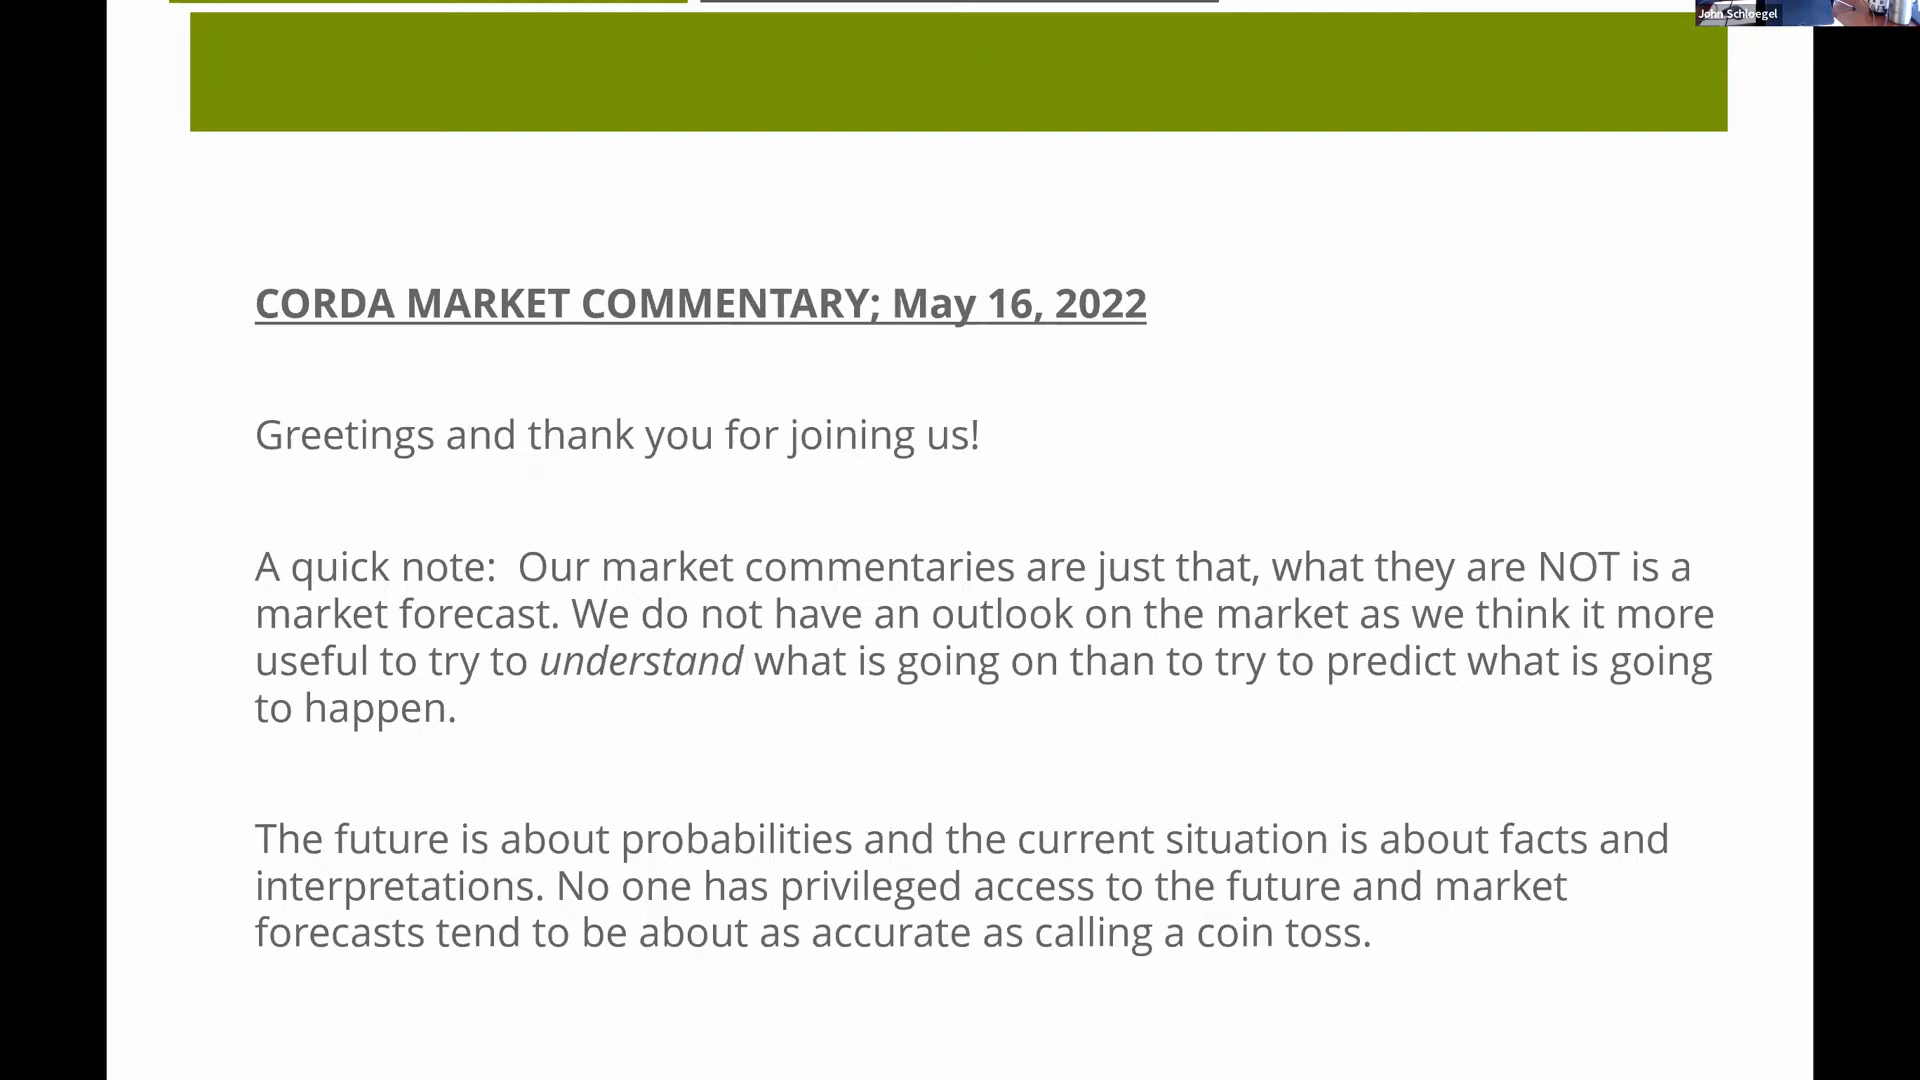 John Schloegel
CORDA MARKET COMMENTARY; May 16, 2022
Greetings and thank you for joining us!
A quick note:  Our market commentaries are just that, what they are NOT is a
market forecast. We do not have an outlook on the market as we think it more
useful to try to understand what is going on than to try to predict what is going
to happen.
The future is about probabilities and the current situation is about facts and
interpretations. No one has privileged access to the future and market
forecasts tend to be about as accurate as calling a coin toss.